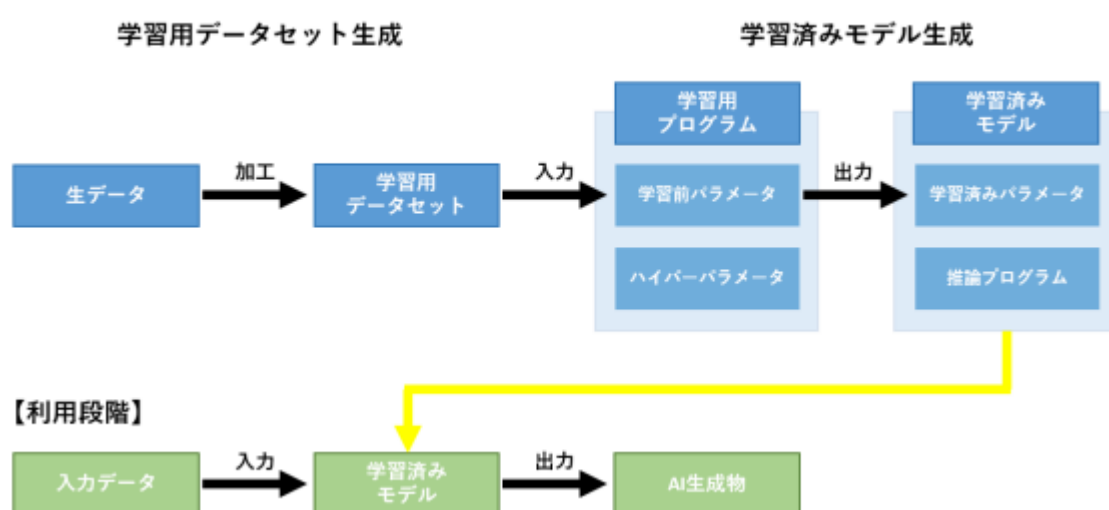 学習用データセット生成
学習済みモデル生成
学習用
プログラム
学習済み
モデル
生データ
加工
学習用
データセット
入力
学習前パラメータ
出力
学習済みパラメータ
ハイパーパラメータ
推論プログラム
【利用段階】
入力データ
入力
学習済み
モデル
出力
AI生成物